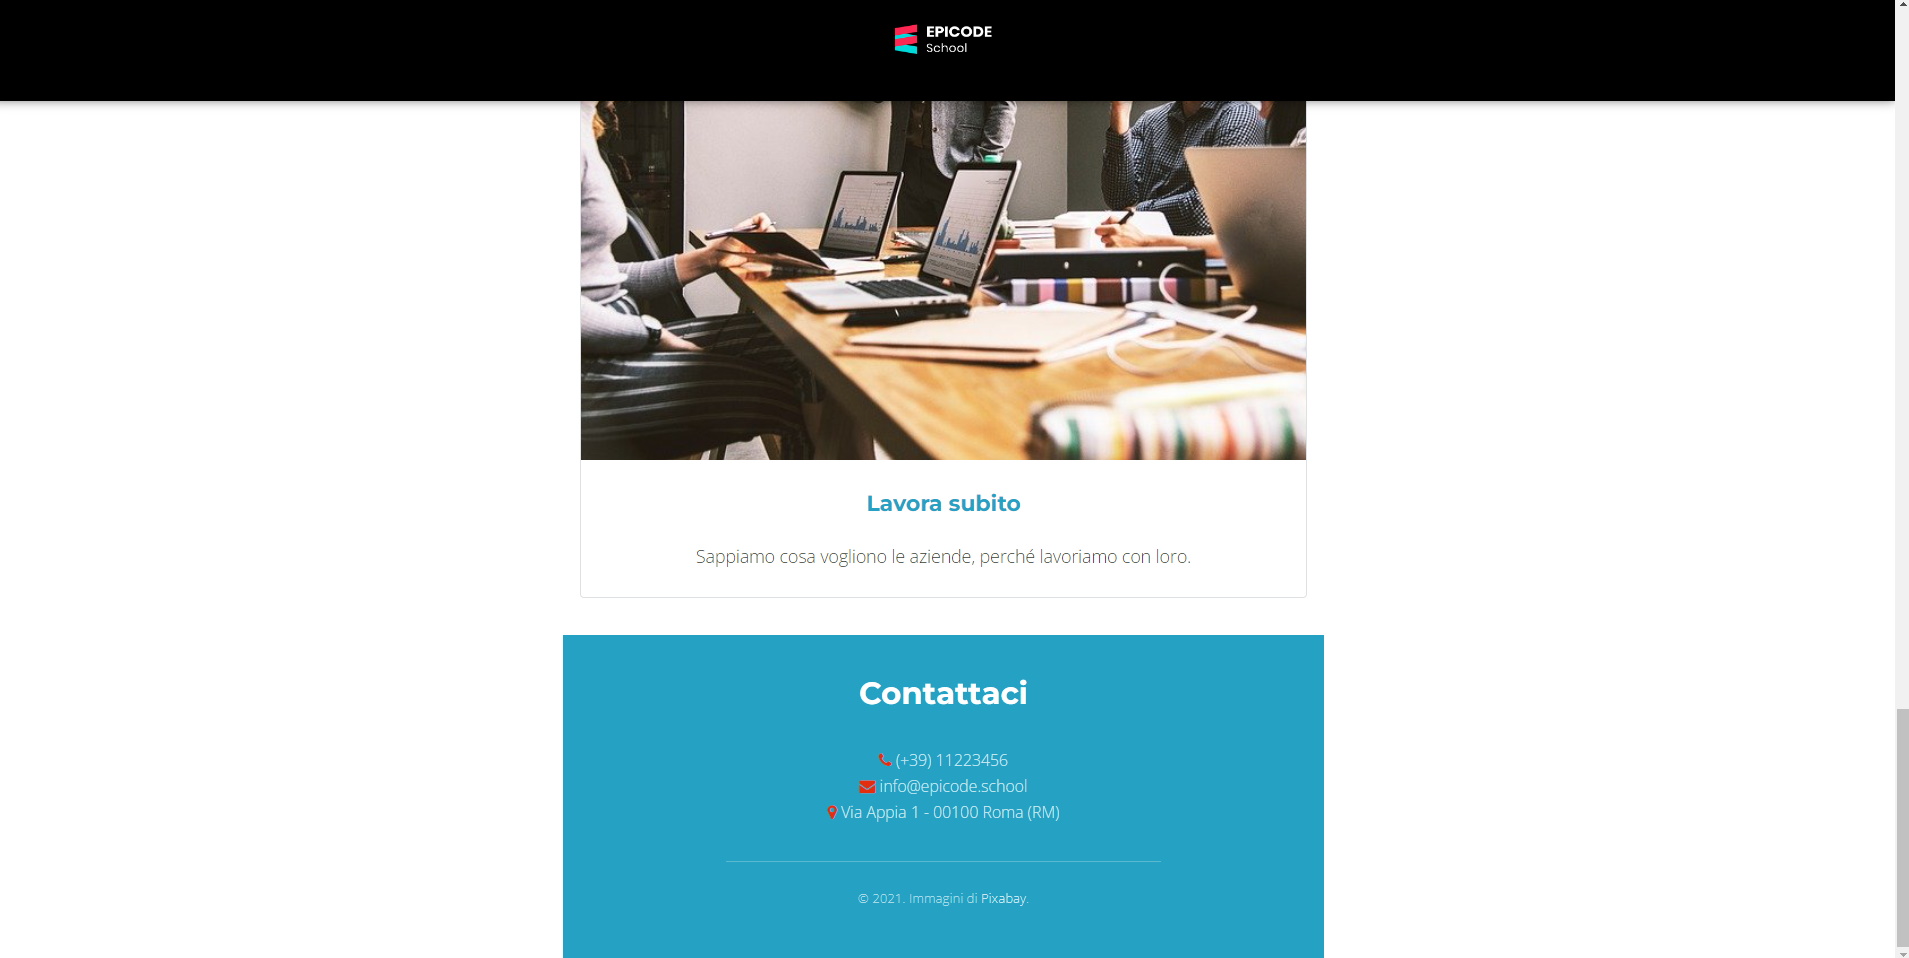 EPICODE
School
Lavora subito
Sappiamo cosa vogliono le aziende, perché lavoriamo con loro.
Contattaci
(+39) 11223456
info@epicode.school
Via Appia 1 - 00100 Roma (RM)
© 2021. Immagini di Pixabay.